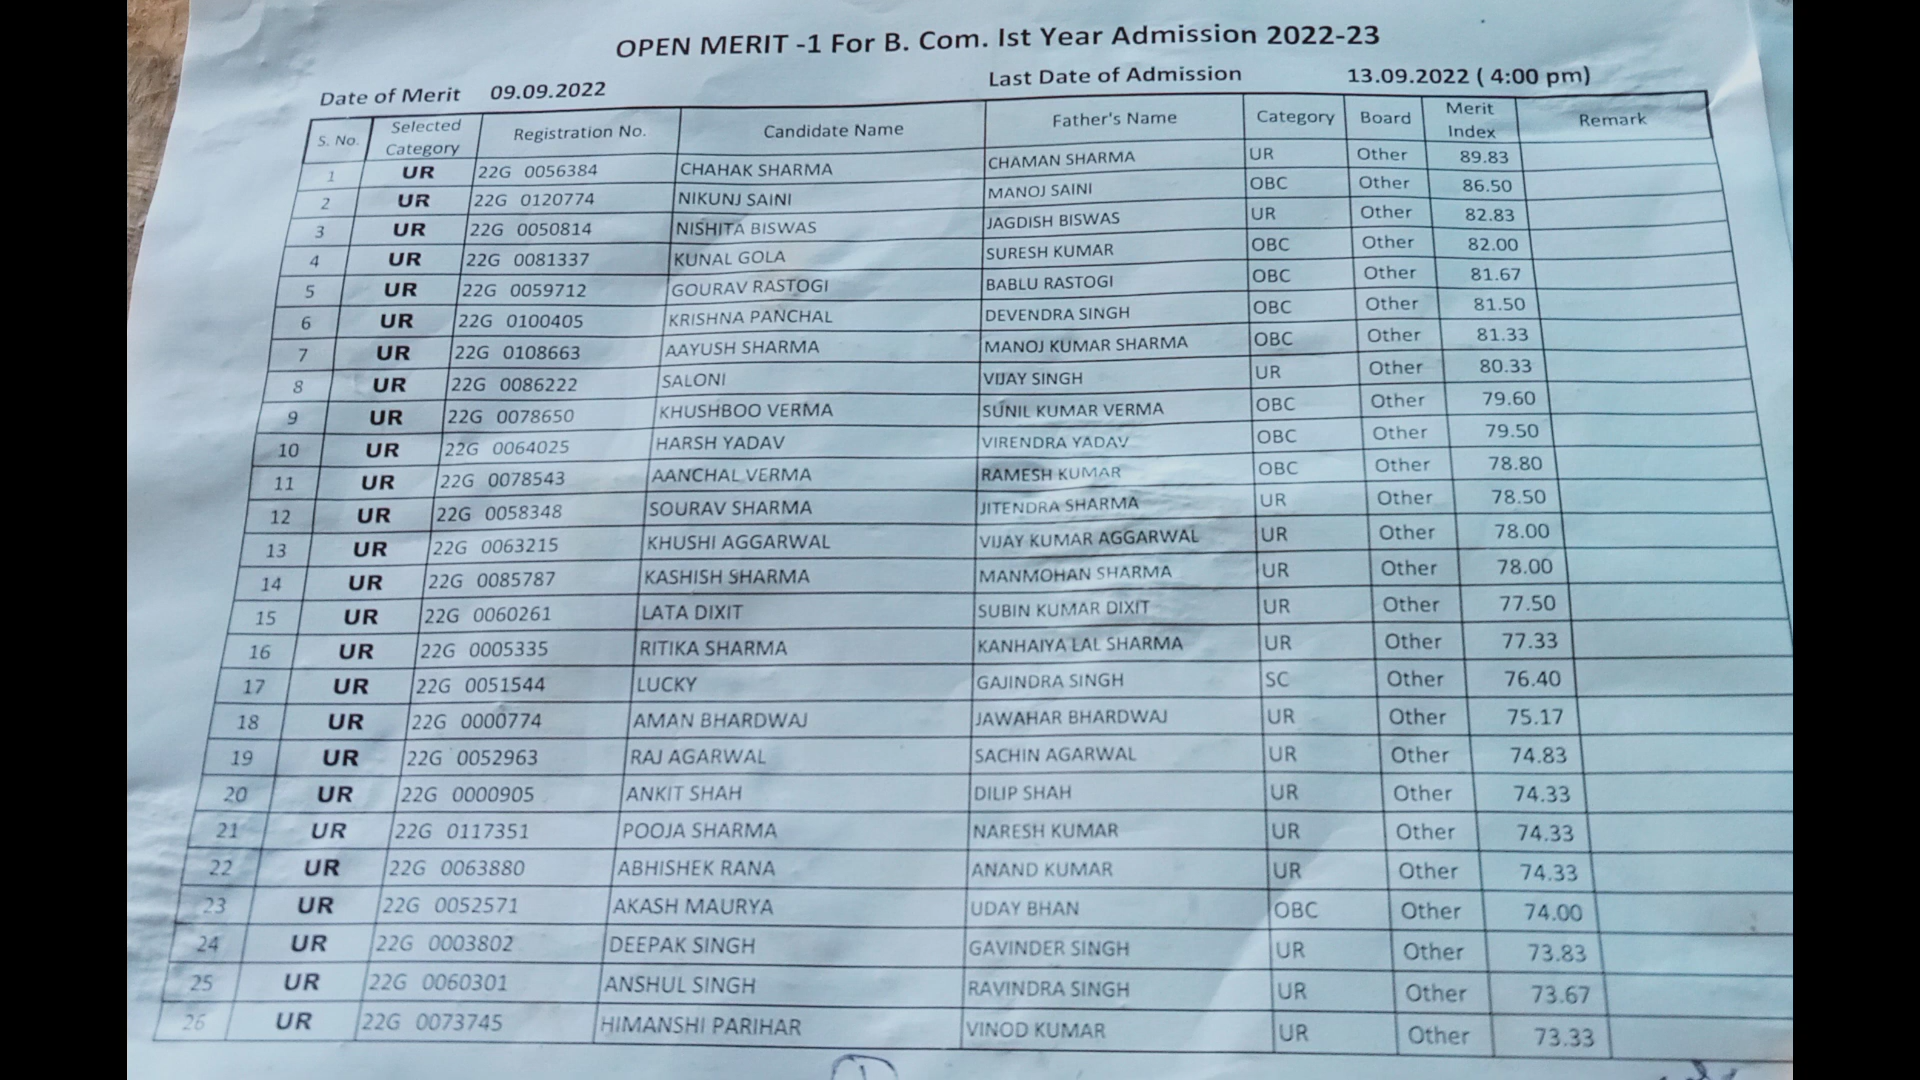 OPEN MERIT -1 For B. Com. Ist Year Admission 2022-23
Date of Merit 09.09.2022 Last Date of Admission 13.09.2022 ( 4:00 pm)
S. No. Selected Category Registration No. Candidate Name Father's Name Category Board Merit Index Remark
1 UR 22G 0056384 CHAHAK SHARMA CHAMAN SHARMA UR Other 89.83
2 UR 22G 0120774 NIKUNJ SAINI MANOJ SAINI OBC Other 86.50
3 UR 22G 0050814 NISHITA BISWAS JAGDISH BISWAS UR Other 82.83
4 UR 22G 0081337 KUNAL GOLA SURESH KUMAR OBC Other 82.00
5 UR 22G 0059712 GOURAV RASTOGI BABLU RASTOGI OBC Other 81.67
6 UR 22G 0100405 KRISHNA PANCHAL DEVENDRA SINGH OBC Other 81.50
7 UR 22G 0108663 AAYUSH SHARMA MANOJ KUMAR SHARMA OBC Other 81.33
8 UR 22G 0086222 SALONI VIJAY SINGH UR Other 80.33
9 UR 22G 0078650 KHUSHBOO VERMA SUNIL KUMAR VERMA OBC Other 79.60
10 UR 22G 0064025 HARSH YADAV VIRENDRA YADAV OBC Other 79.50
11 UR 22G 0078543 AANCHAL VERMA RAMESH KUMAR OBC Other 78.80
12 UR 22G 0058348 SOURAV SHARMA JITENDRA SHARMA UR Other 78.50
13 UR 22G 0063215 KHUSHI AGGARWAL VIJAY KUMAR AGGARWAL UR Other 78.00
14 UR 22G 0085787 KASHISH SHARMA MANMOHAN SHARMA UR Other 78.00
15 UR 22G 0060261 LATA DIXIT SUBIN KUMAR DIXIT UR Other 77.50
16 UR 22G 0005335 RITIKA SHARMA KANHAIYA LAL SHARMA UR Other 77.33
17 UR 22G 0051544 LUCKY GAJINDRA SINGH SC Other 76.40
18 UR 22G 0000774 AMAN BHARDWAJ JAWAHAR BHARDWAJ UR Other 75.17
19 UR 22G 0052963 RAJ AGARWAL SACHIN AGARWAL UR Other 74.83
20 UR 22G 0000905 ANKIT SHAH DILIP SHAH UR Other 74.33
21 UR 22G 0117351 POOJA SHARMA NARESH KUMAR UR Other 74.33
22 UR 22G 0063880 ABHISHEK RANA ANAND KUMAR UR Other 74.33
23 UR 22G 0052571 AKASH MAURYA UDAY BHAN OBC Other 74.00
24 UR 22G 0003802 DEEPAK SINGH GAVINDER SINGH UR Other 73.83
25 UR 22G 0060301 ANSHUL SINGH RAVINDRA SINGH UR Other 73.67
26 UR 22G 0073745 HIMANSHI PARIHAR VINOD KUMAR UR Other 73.33